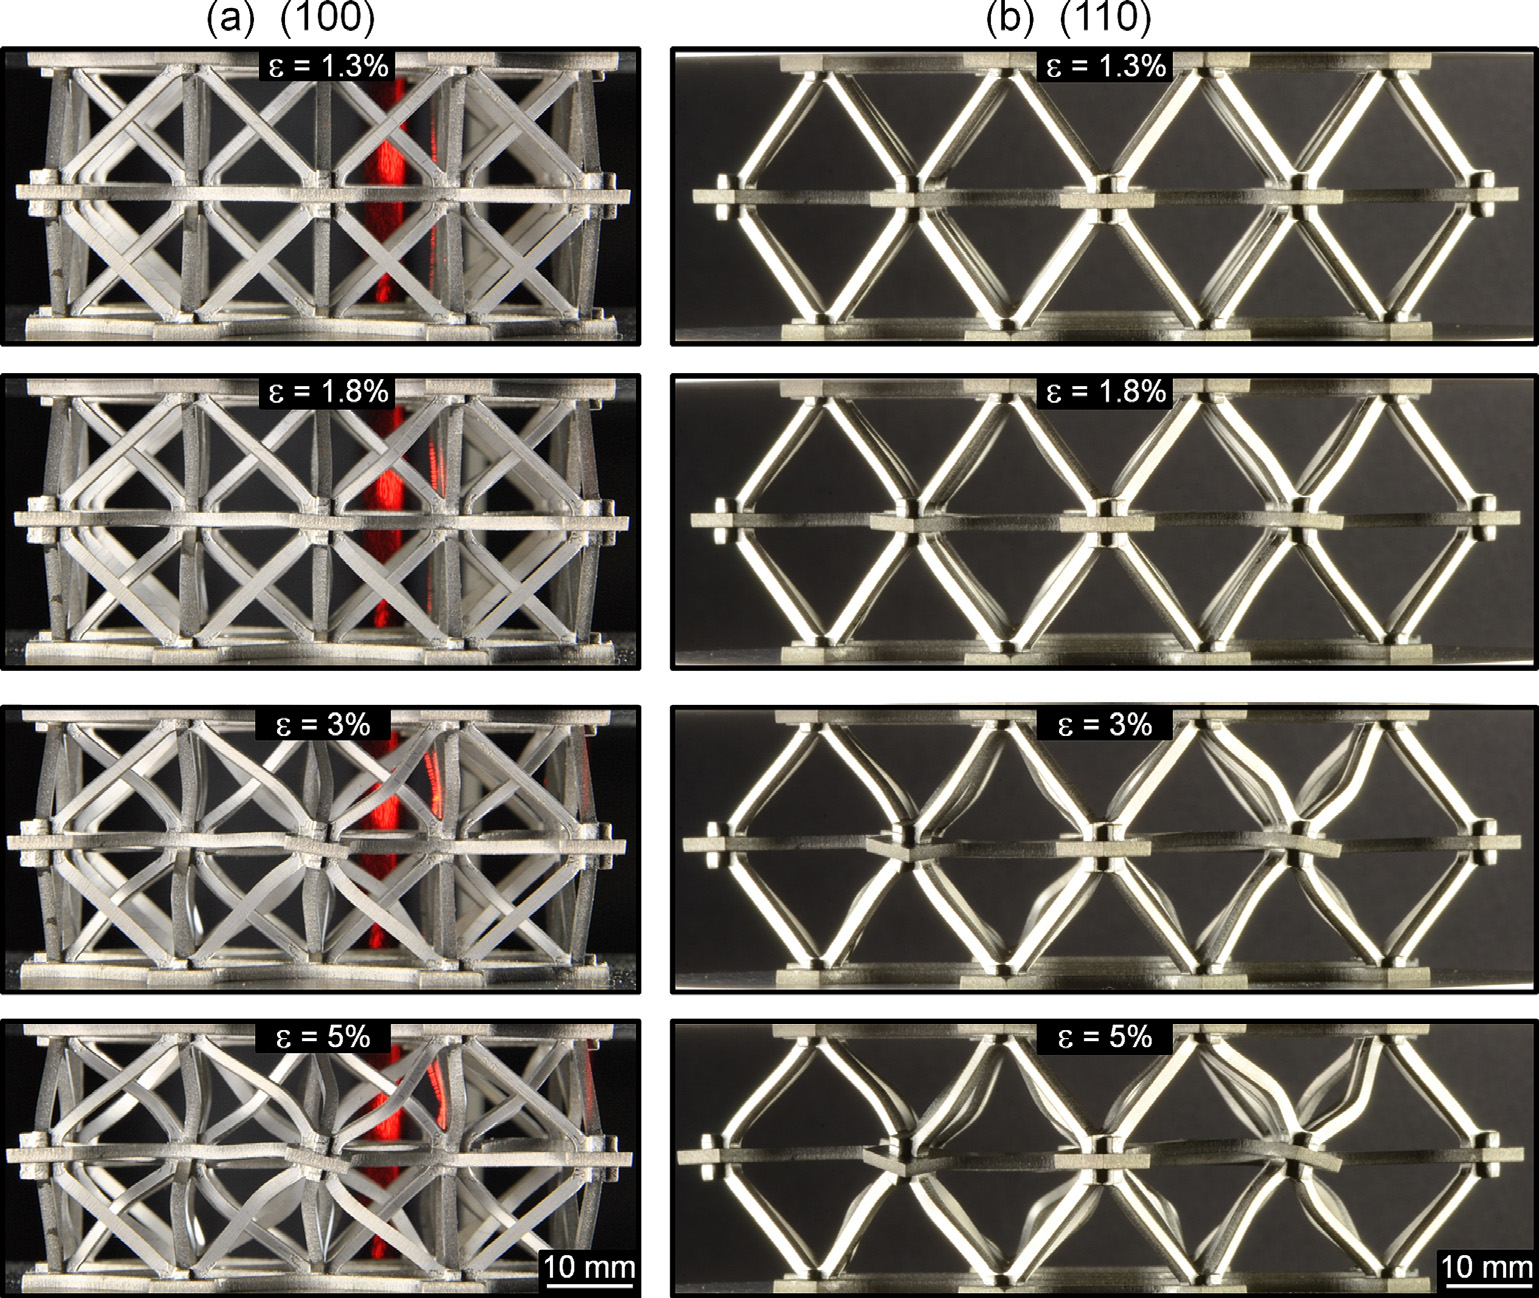 (a) (100)
(b) (110)
ε = 1.3%
ε = 1.3%
ε = 1.8%
ε = 1.8%
ε = 3%
ε = 3%
ε = 5%
ε = 5%
10 mm
10 mm